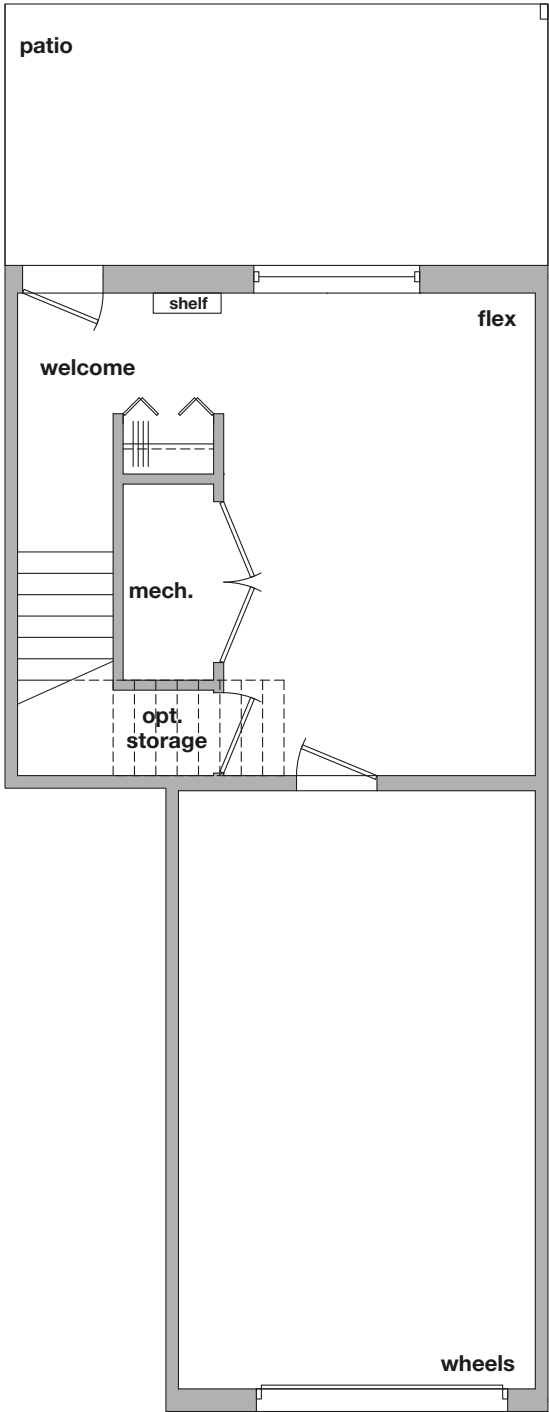 patio
shelf
flex
welcome
mech.
opt.
storage
wheels